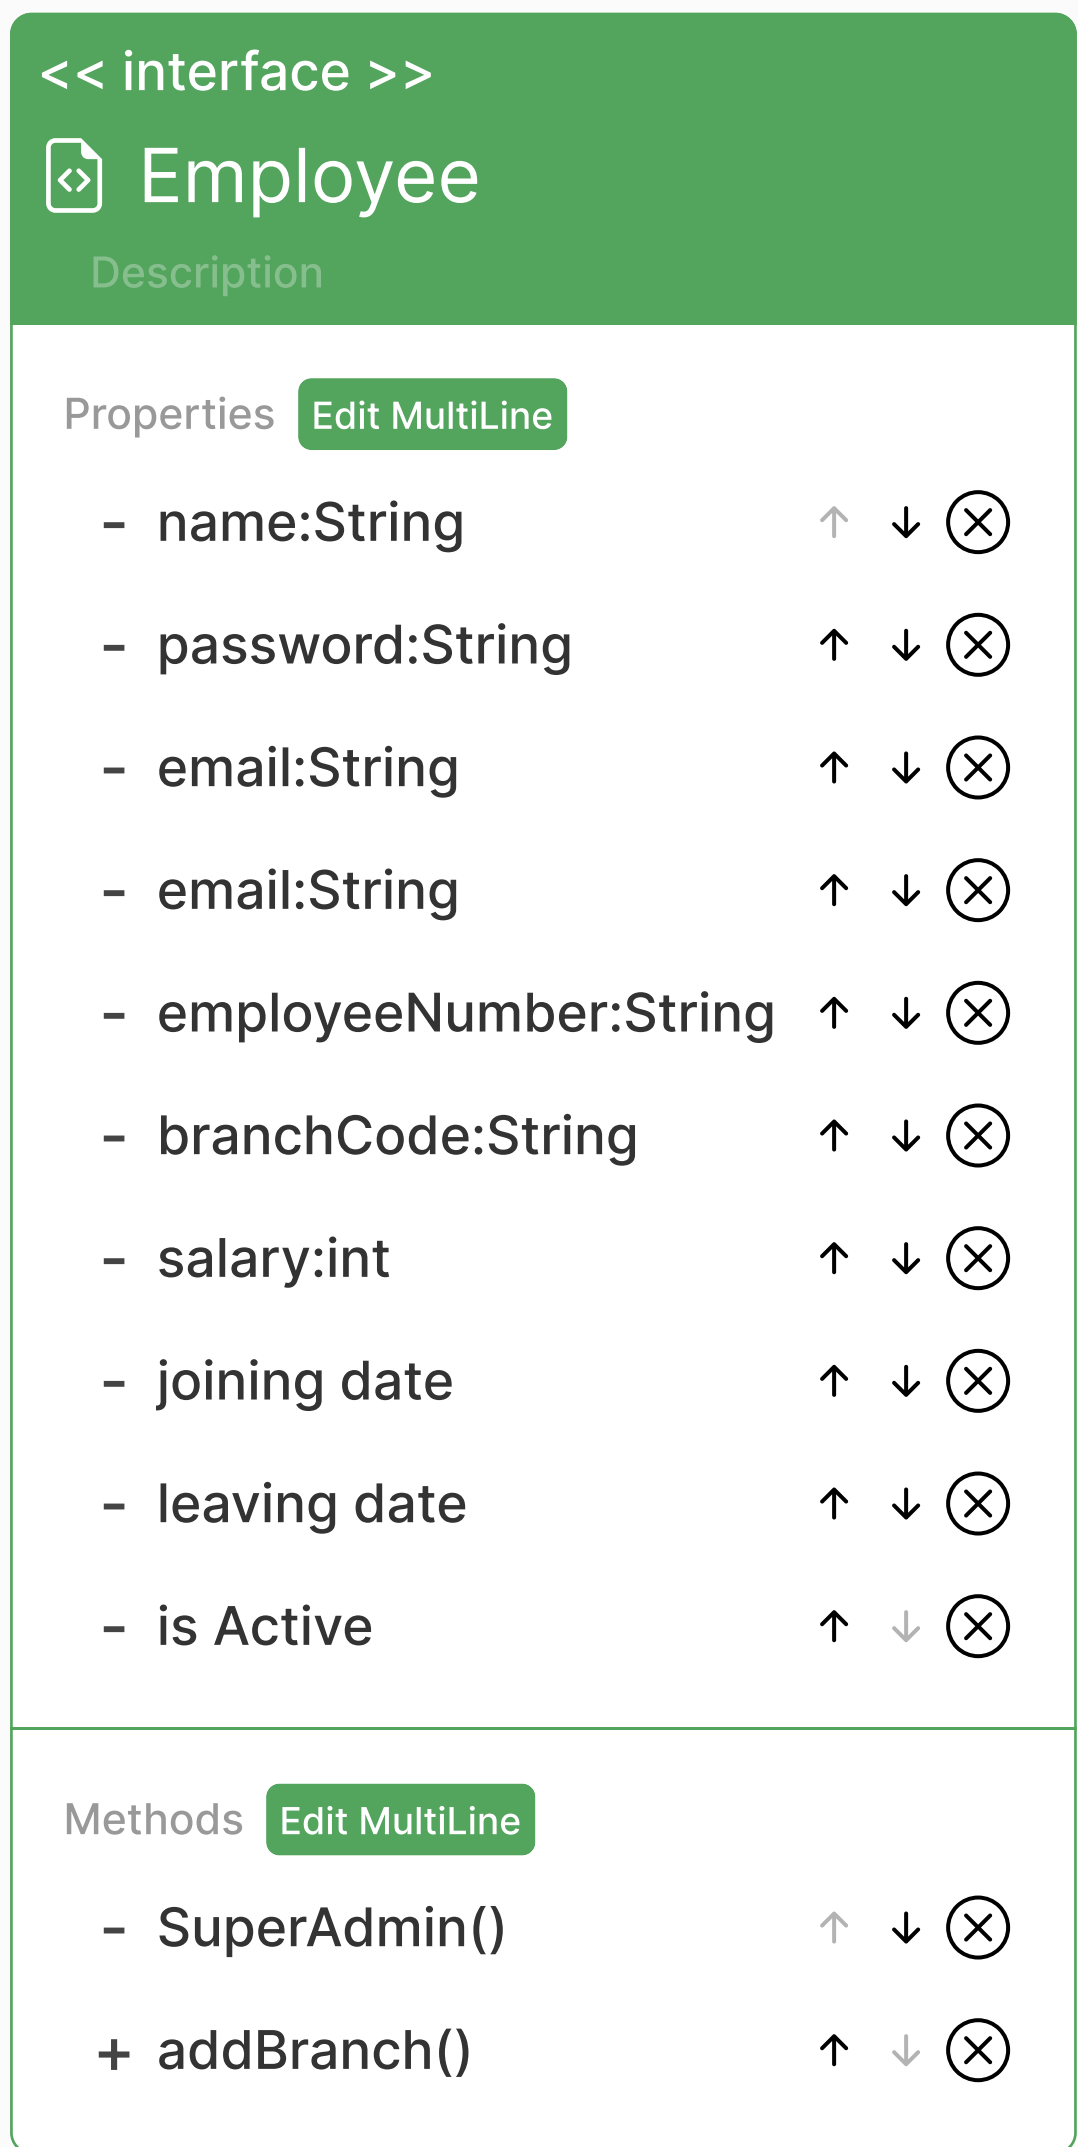 << interface >>
Employee
Description
Properties Edit MultiLine
- name:String
- password:String
- email:String
- email:String
- employeeNumber:String
- branchCode:String
- salary:int
- joining date
- leaving date
- is Active
Methods Edit MultiLine
- SuperAdmin()
+ addBranch()